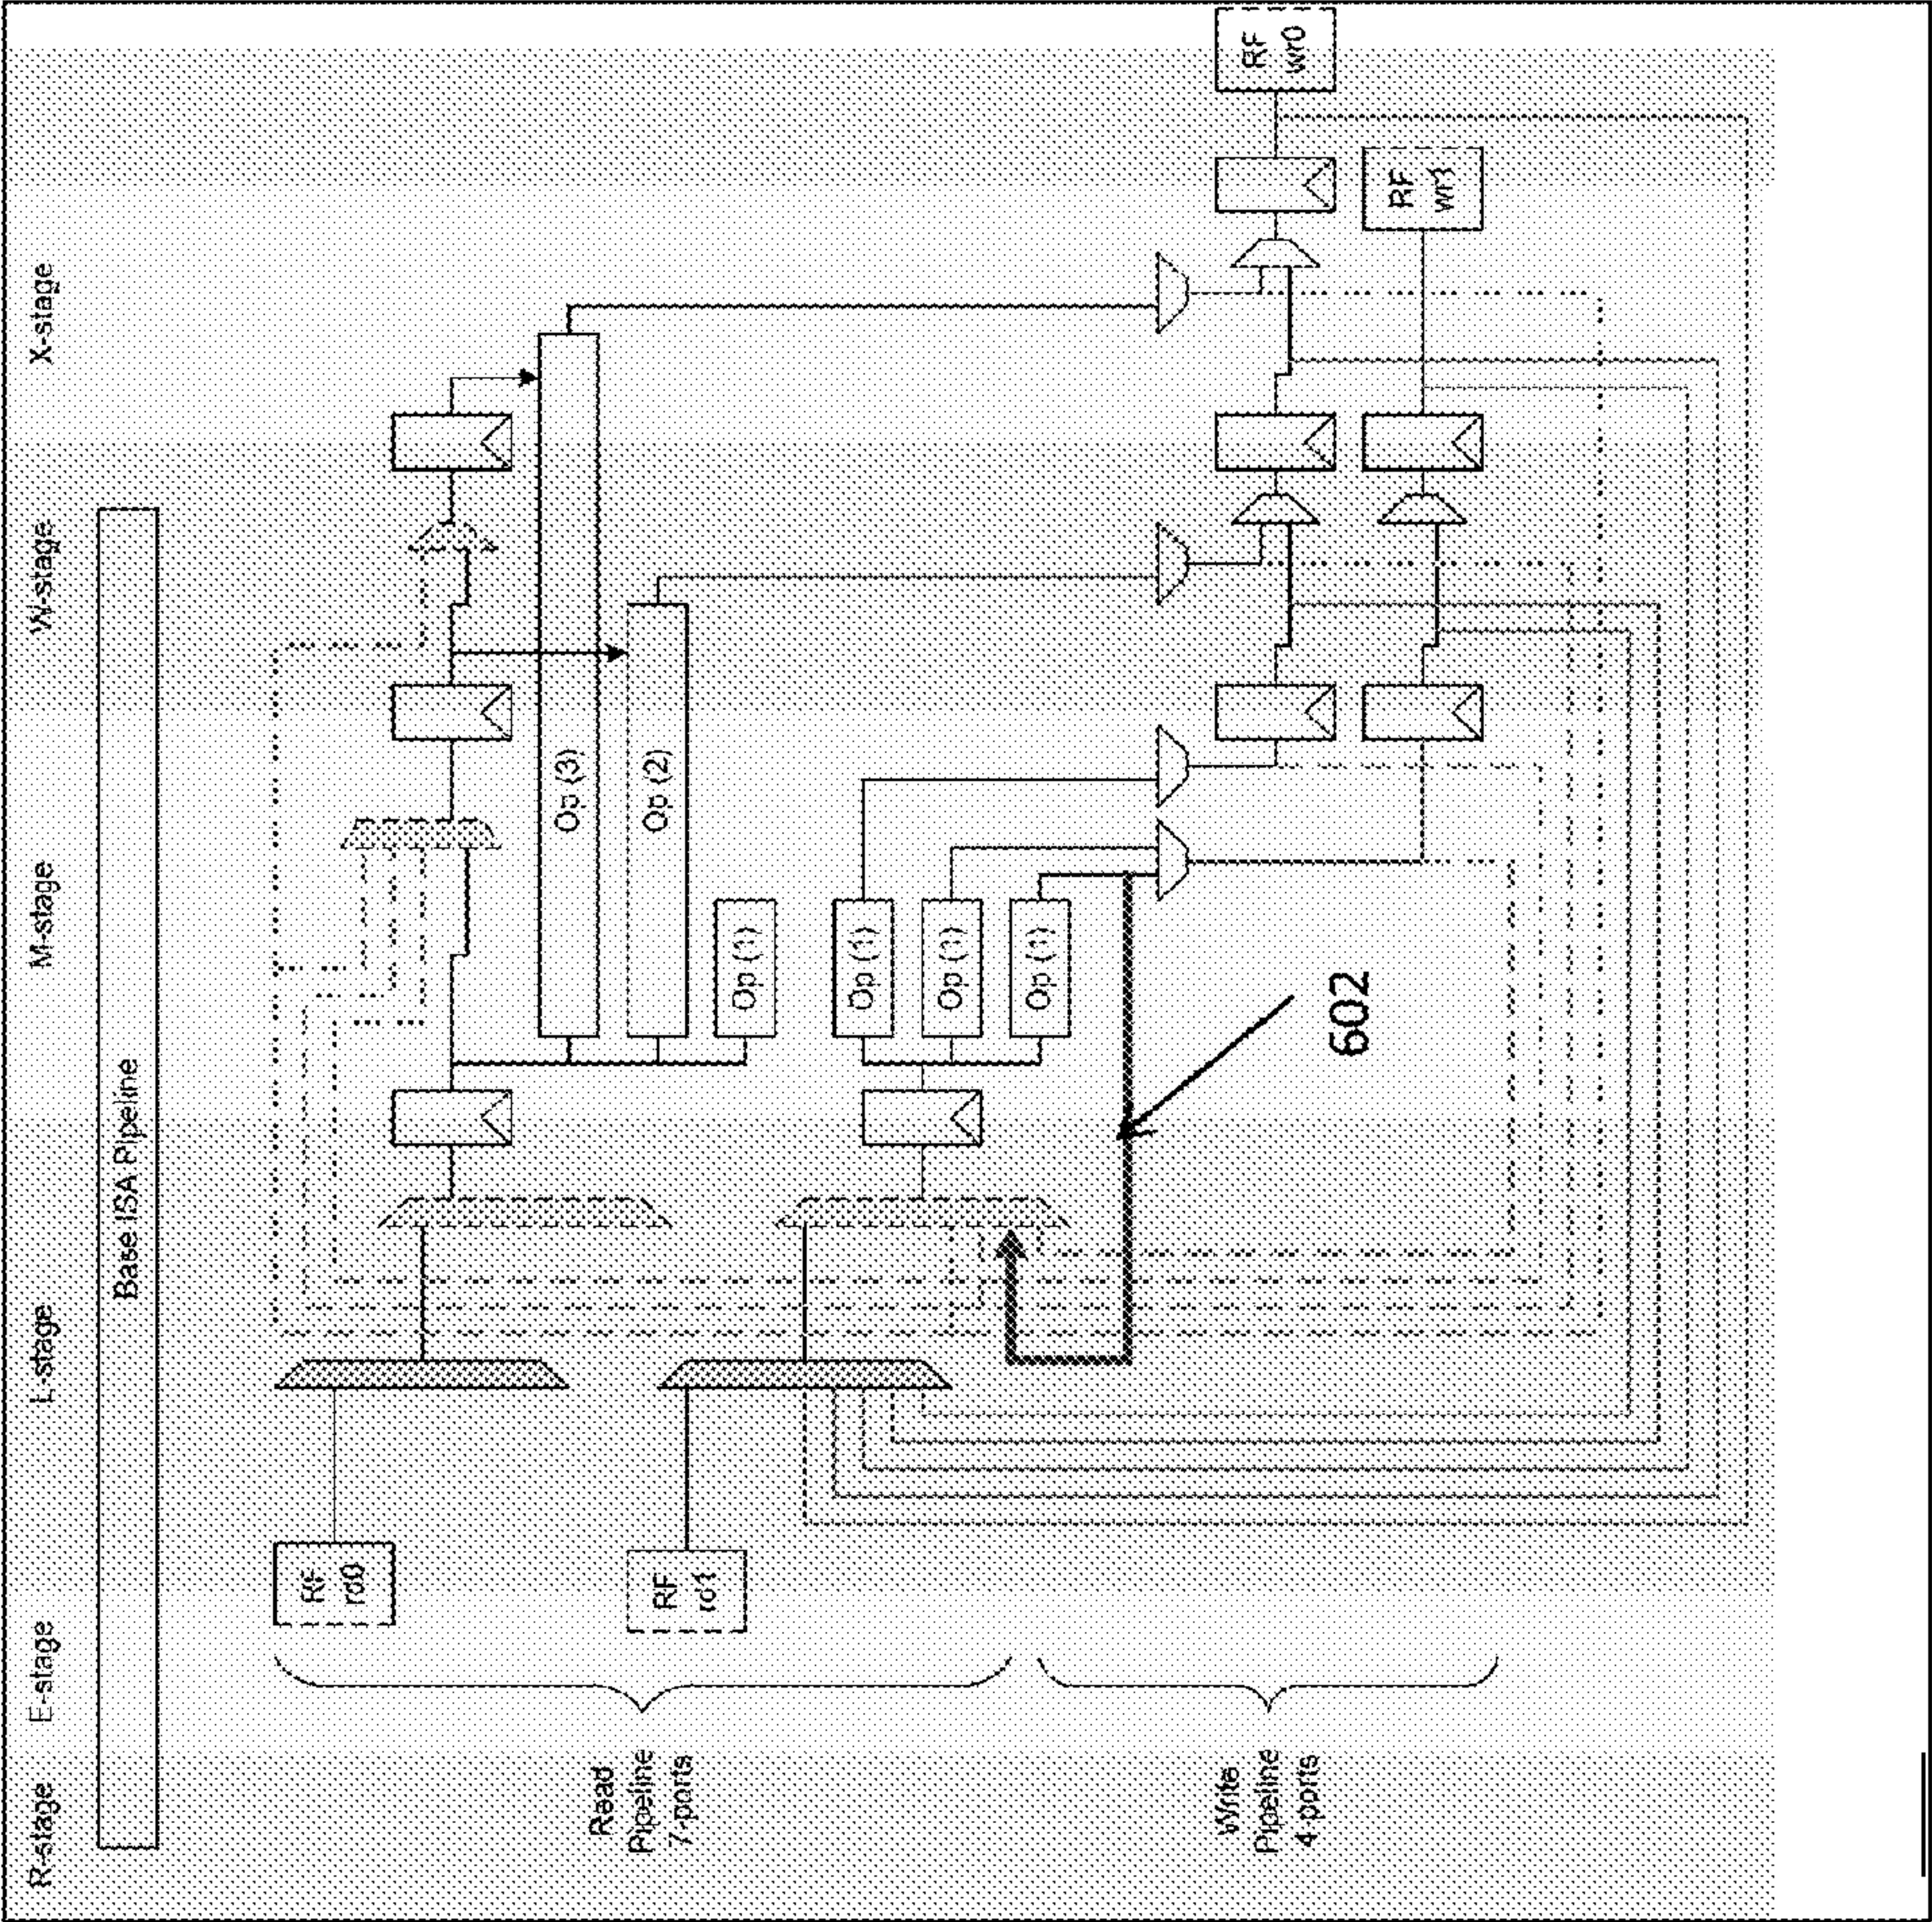 R-stage E-stage L-stage M-stage W-stage X-stage
Base ISA Pipeline
RF
rd0
Op (3)
Op (2)
Op (1)
Read
Pipeline
7-ports
RF
rd1
Op (1)
Op (1)
Op (1)
602
Write
Pipeline
4-ports
RF
wr0
RF
wr1